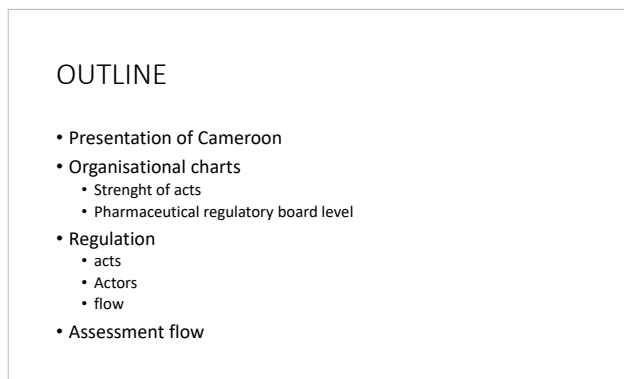 OUTLINE
• Presentation of Cameroon
• Organisational charts
• Strenght of acts
• Pharmaceutical regulatory board level
• Regulation
• acts
• Actors
• flow
• Assessment flow